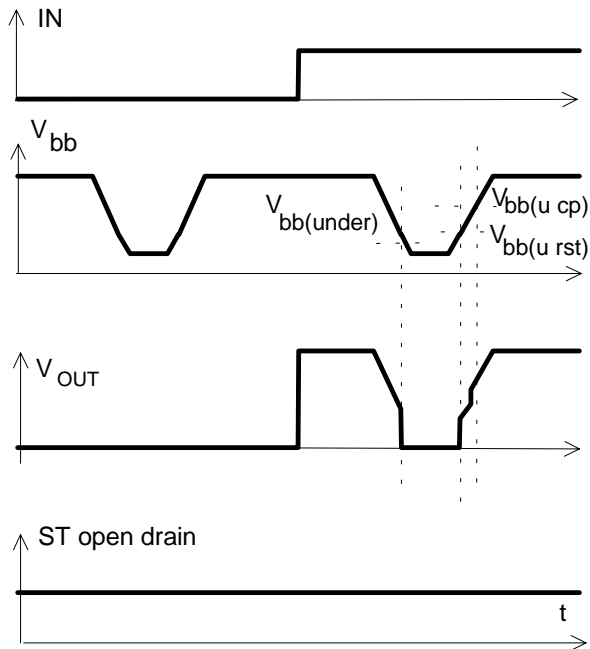 IN
V bb
V bb(under)
V bb(u cp)
V bb(u rst)
V OUT
ST open drain
t